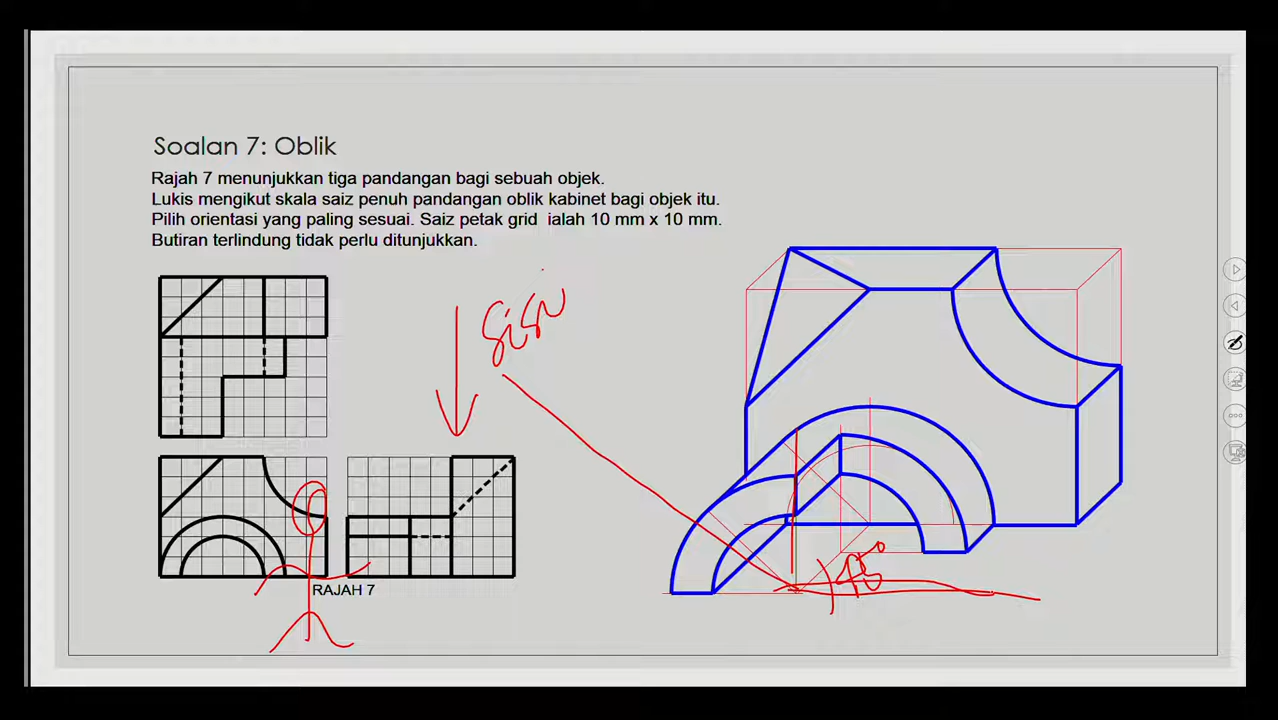 Soalan 7: Oblik
Rajah 7 menunjukkan tiga pandangan bagi sebuah objek.
Lukis mengikut skala saiz penuh pandangan oblik kabinet bagi objek itu.
Pilih orientasi yang paling sesuai. Saiz petak grid ialah 10 mm x 10 mm.
Butiran terlindung tidak perlu ditunjukkan.
sisi
45°
RAJAH 7